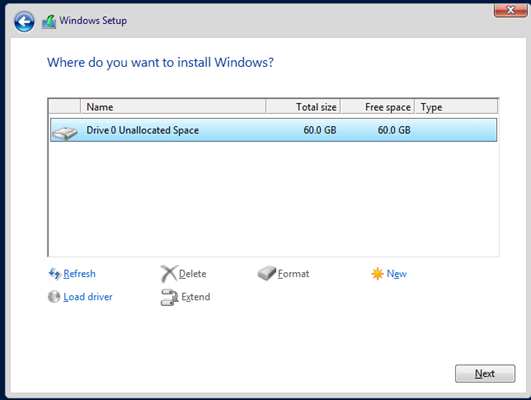 Windows Setup
Where do you want to install Windows?
Name Total size Free space Type
Drive 0 Unallocated Space 60.0 GB 60.0 GB
Refresh Delete Format New
Load driver Extend
Next